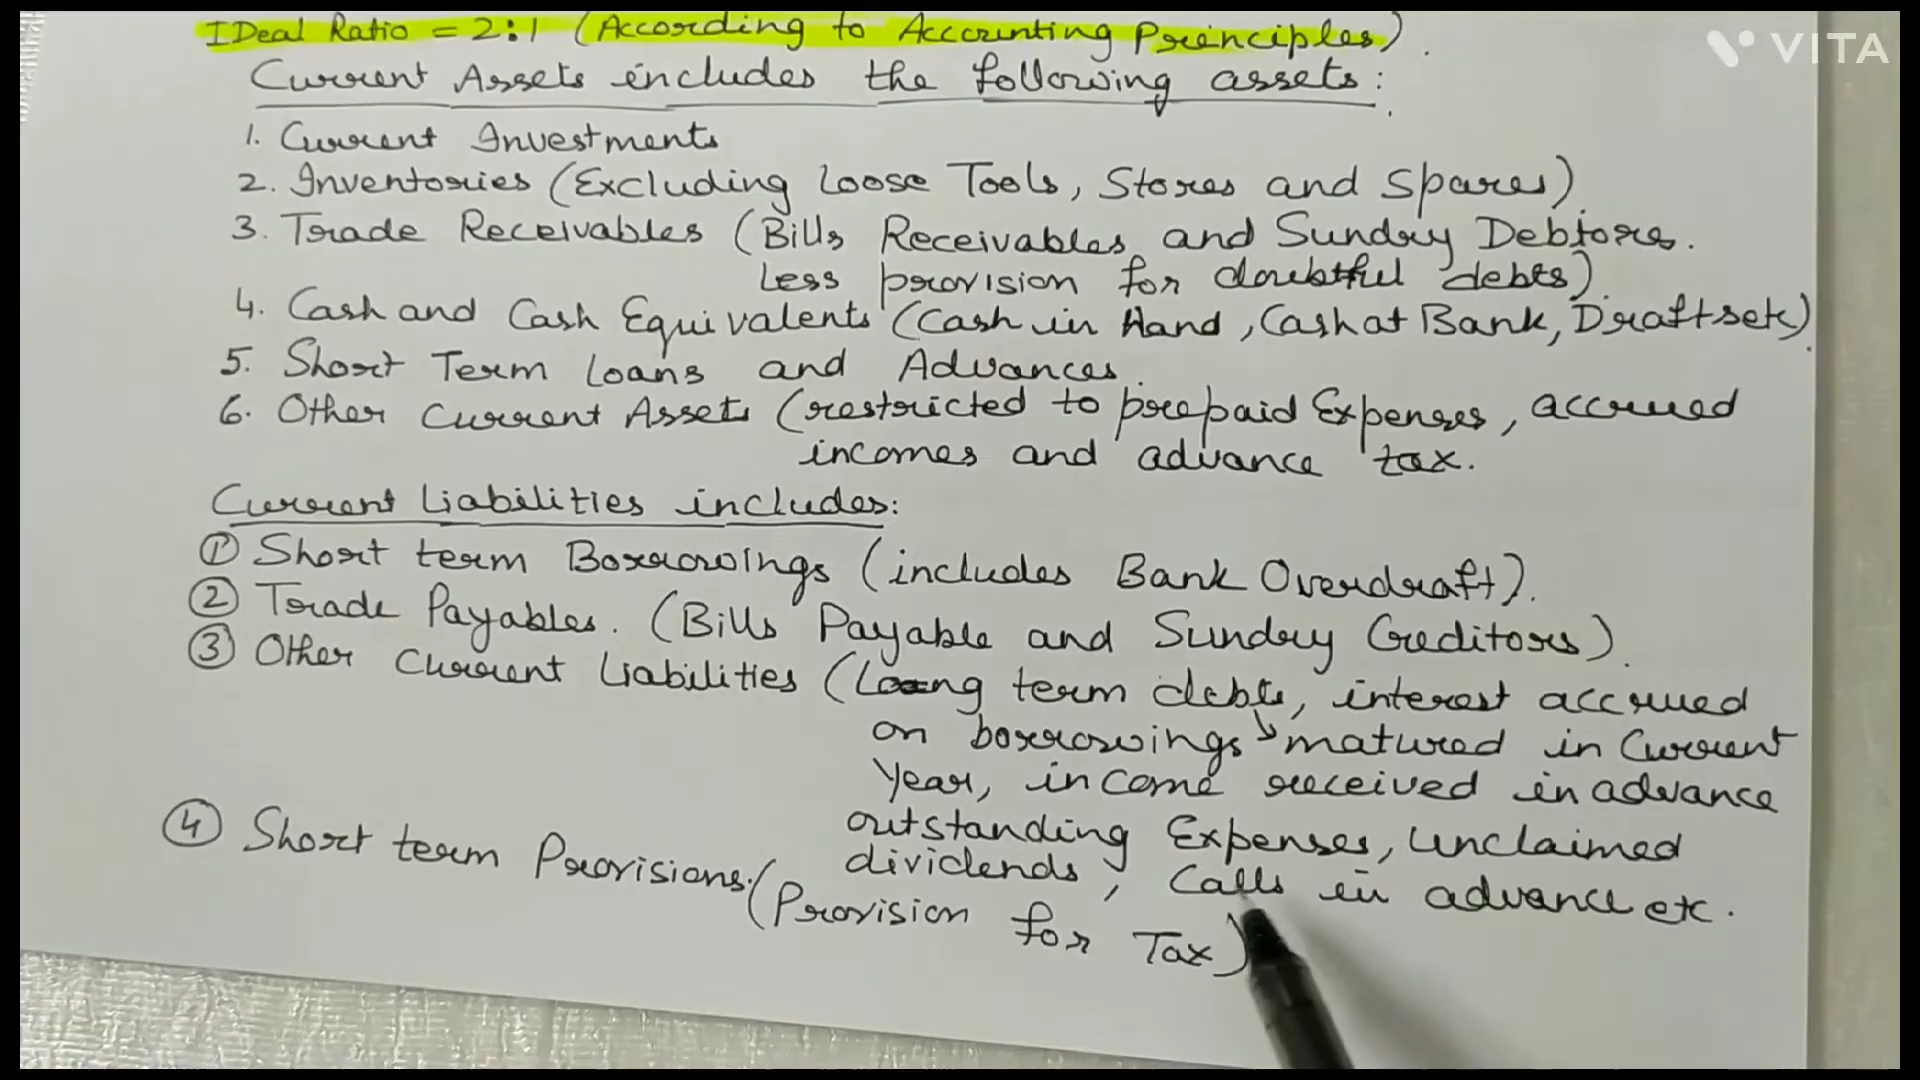 IDeal Ratio = 2:1 (According to Accounting Principles).
VITA
Current Assets includes the following assets:
1. Current Investments
2. Inventories (Excluding Loose Tools, Stores and Spares).
3. Trade Receivables (Bills Receivables and Sundry Debtors.
Less provision for doubtful debts).
4. Cash and Cash Equivalents (Cash in Hand, Cash at Bank, Drafts etc).
5. Short Term Loans and Advances.
6. Other Current Assets (restricted to prepaid Expenses, accrued
incomes and advance tax.
Current Liabilities includes:
① Short term Borrowings (includes Bank Overdraft).
② Trade Payables. (Bills Payable and Sundry Creditors).
③ Other Current Liabilities (Long term debts, interest accrued
on borrowings ↘ matured in Current
Year, income received in advance
outstanding Expenses, unclaimed
dividends, Calls in advance etc.
④ Short term Provisions. (Provision for Tax)